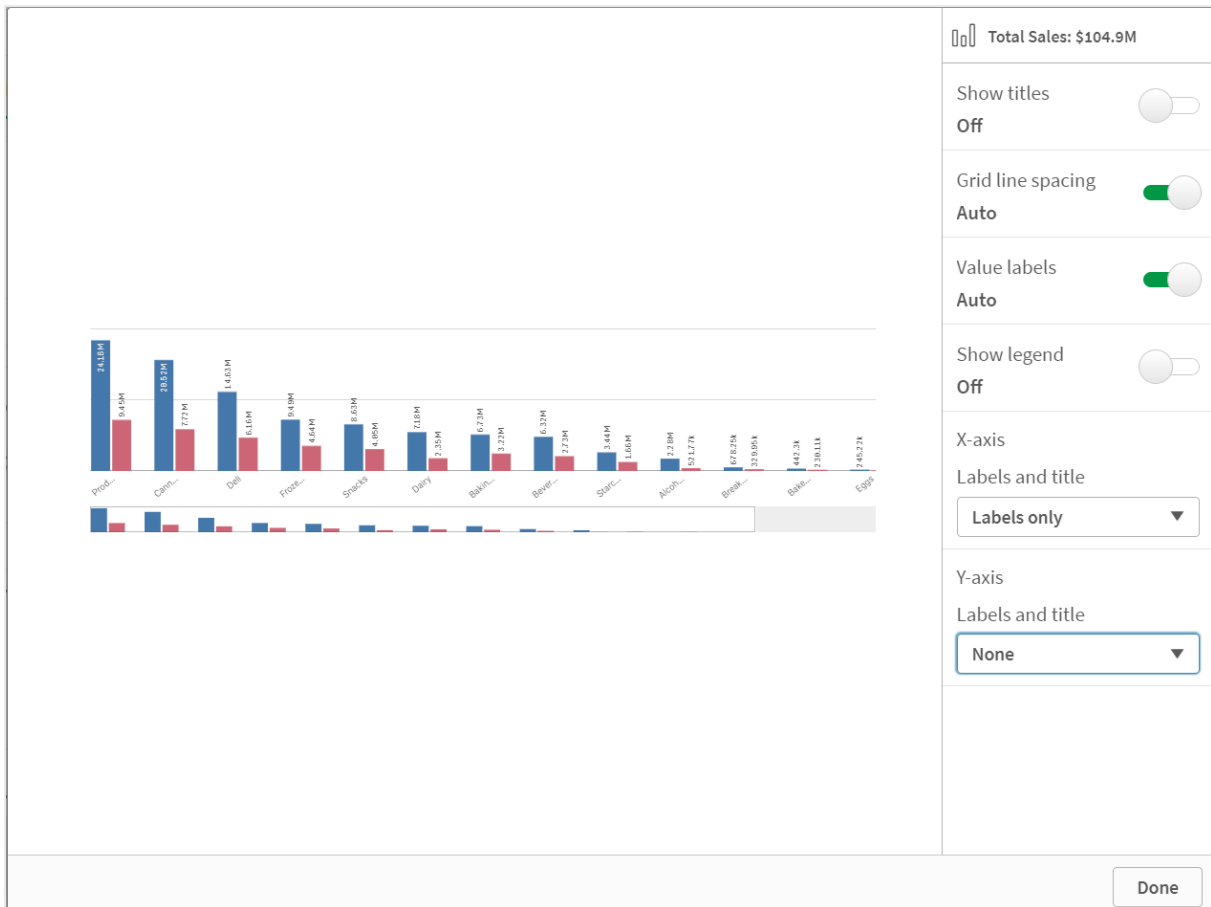 Total Sales: $104.9M
Show titles
Off
Grid line spacing
Auto
Value labels
Auto
Show legend
Off
X-axis
Labels and title
Labels only
Y-axis
Labels and title
None
24.16M 9.45M 20.52M 7.72M 14.63M 6.16M 9.49M 4.64M 8.63M 4.05M 7.18M 2.35M 6.73M 3.22M 6.32M 2.73M 3.44M 1.66M 2.28M 521.77k 678.25k 329.95k 442.3k 230.11k 245.22k
Prod... Cann... Deli Froze... Snacks Dairy Bakin... Bever... Starc... Alcoh... Break... Bake... Eggs
Done